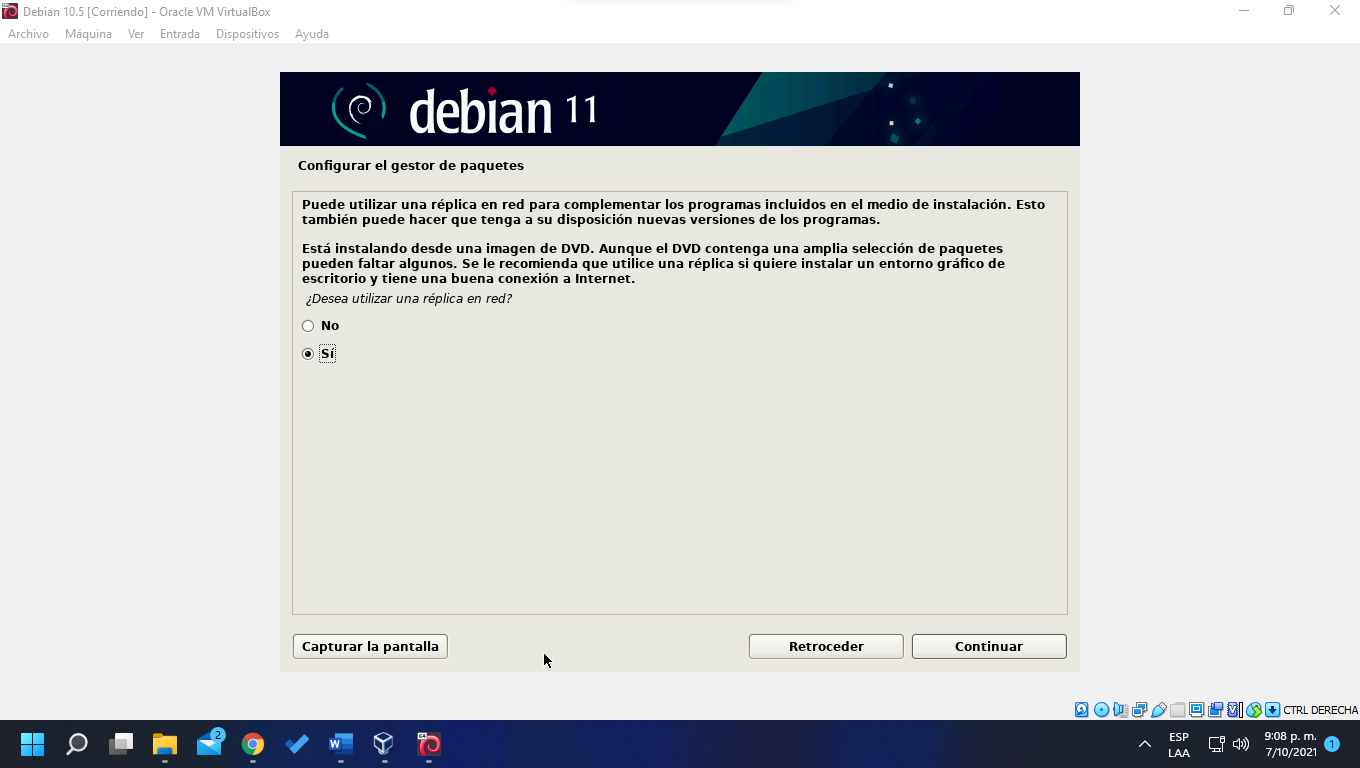 Debian 10.5 [Corriendo] - Oracle VM VirtualBox
Archivo Máquina Ver Entrada Dispositivos Ayuda
debian 11
Configurar el gestor de paquetes
Puede utilizar una réplica en red para complementar los programas incluidos en el medio de instalación. Esto
también puede hacer que tenga a su disposición nuevas versiones de los programas.
Está instalando desde una imagen de DVD. Aunque el DVD contenga una amplia selección de paquetes
pueden faltar algunos. Se le recomienda que utilice una réplica si quiere instalar un entorno gráfico de
escritorio y tiene una buena conexión a Internet.
¿Desea utilizar una réplica en red?
No
Sí
Capturar la pantalla Retroceder Continuar
CTRL DERECHA
2
W
64
ESP
LAA
9:08 p. m.
7/10/2021
1